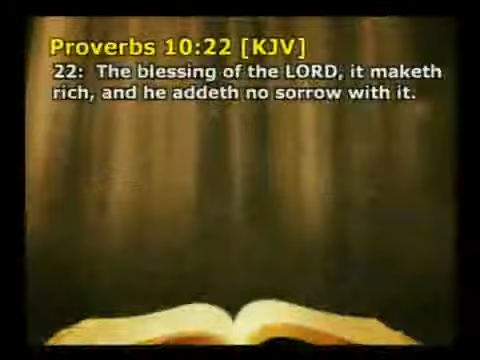 Proverbs 10:22 [KJV]
22: The blessing of the LORD, it maketh
rich, and he addeth no sorrow with it.